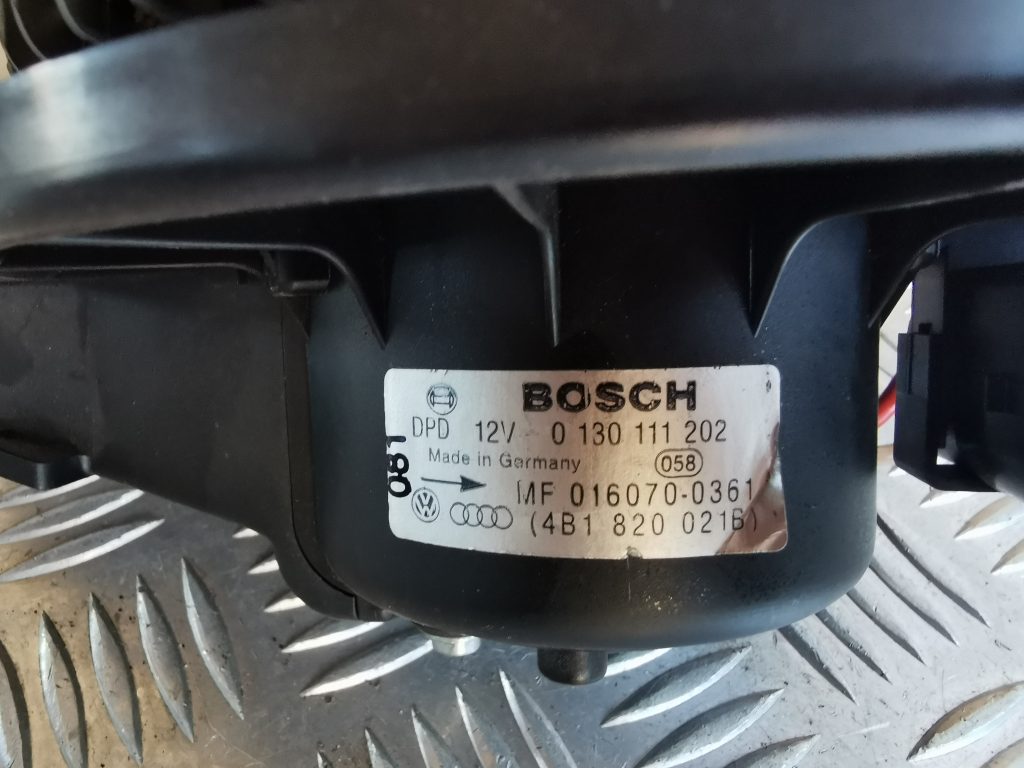 BOSCH
DPD 12V 0 130 111 202
Made in Germany 058
MF 016070-0361
(4B1 820 021B)
081